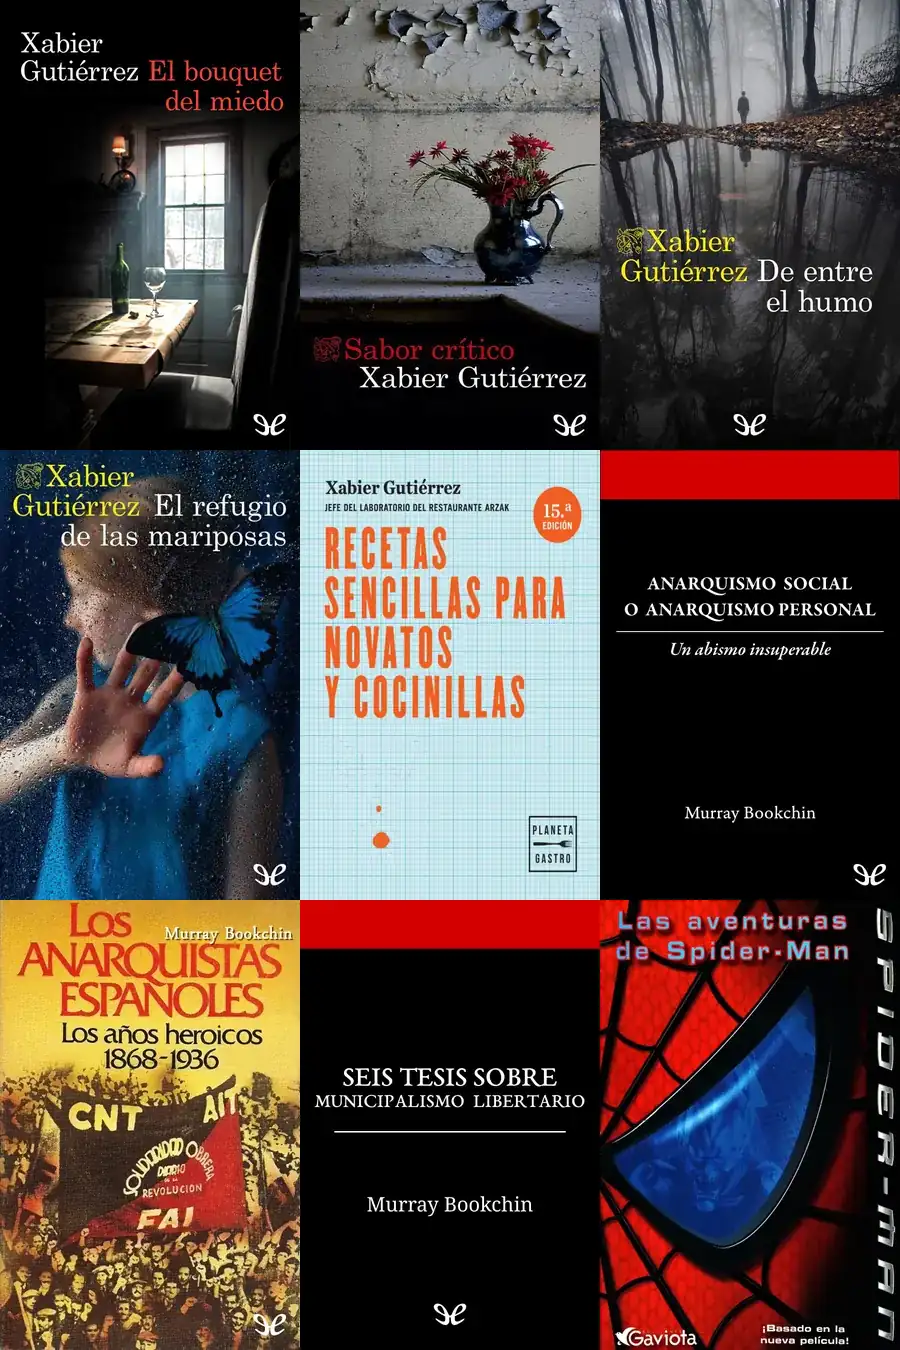 Xabier
Gutiérrez El bouquet
del miedo
Sabor crítico
Xabier Gutiérrez
Xabier
Gutiérrez De entre
el humo
Xabier
Gutiérrez El refugio
de las mariposas
Xabier Gutiérrez
JEFE DEL LABORATORIO DEL RESTAURANTE ARZAK
15.ª
EDICIÓN
RECETAS
SENCILLAS PARA
NOVATOS
Y COCINILLAS
PLANETA
GASTRO
ANARQUISMO SOCIAL
O ANARQUISMO PERSONAL
Un abismo insuperable
Murray Bookchin
Los
Murray Bookchin
ANARQUISTAS
ESPAÑOLES
Los años heroicos
1868-1936
CNT AIT
SOLIDARIDAD OBRERA
DIARIO
DE LA
REVOLUCION
FAI
SEIS TESIS SOBRE
MUNICIPALISMO LIBERTARIO
Murray Bookchin
Las aventuras
de Spider-Man
SPIDER-MAN
Gaviota
¡Basado en la
nueva película!